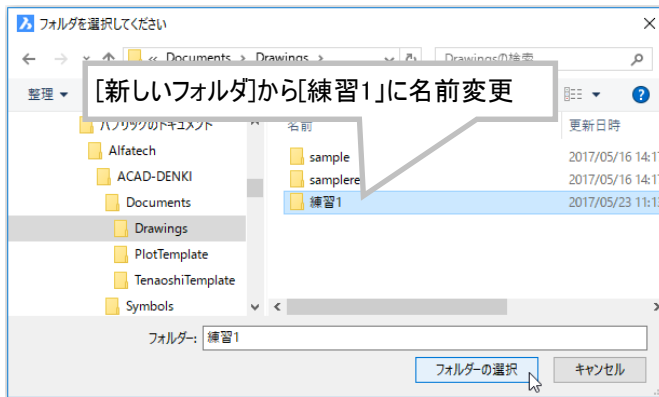 フォルダを選択してください
« Documents > Drawings >
Drawingsの検索
整理
[新しいフォルダ]から[練習1」に名前変更
パブリックのドキュメント
名前
更新日時
Alfatech
sample
2017/05/16 14:1
ACAD-DENKI
samplere
2017/05/16 14:1
Documents
練習1
2017/05/23 11:1
Drawings
PlotTemplate
TenaoshiTemplate
Symbols
フォルダー: 練習1
フォルダーの選択
キャンセル